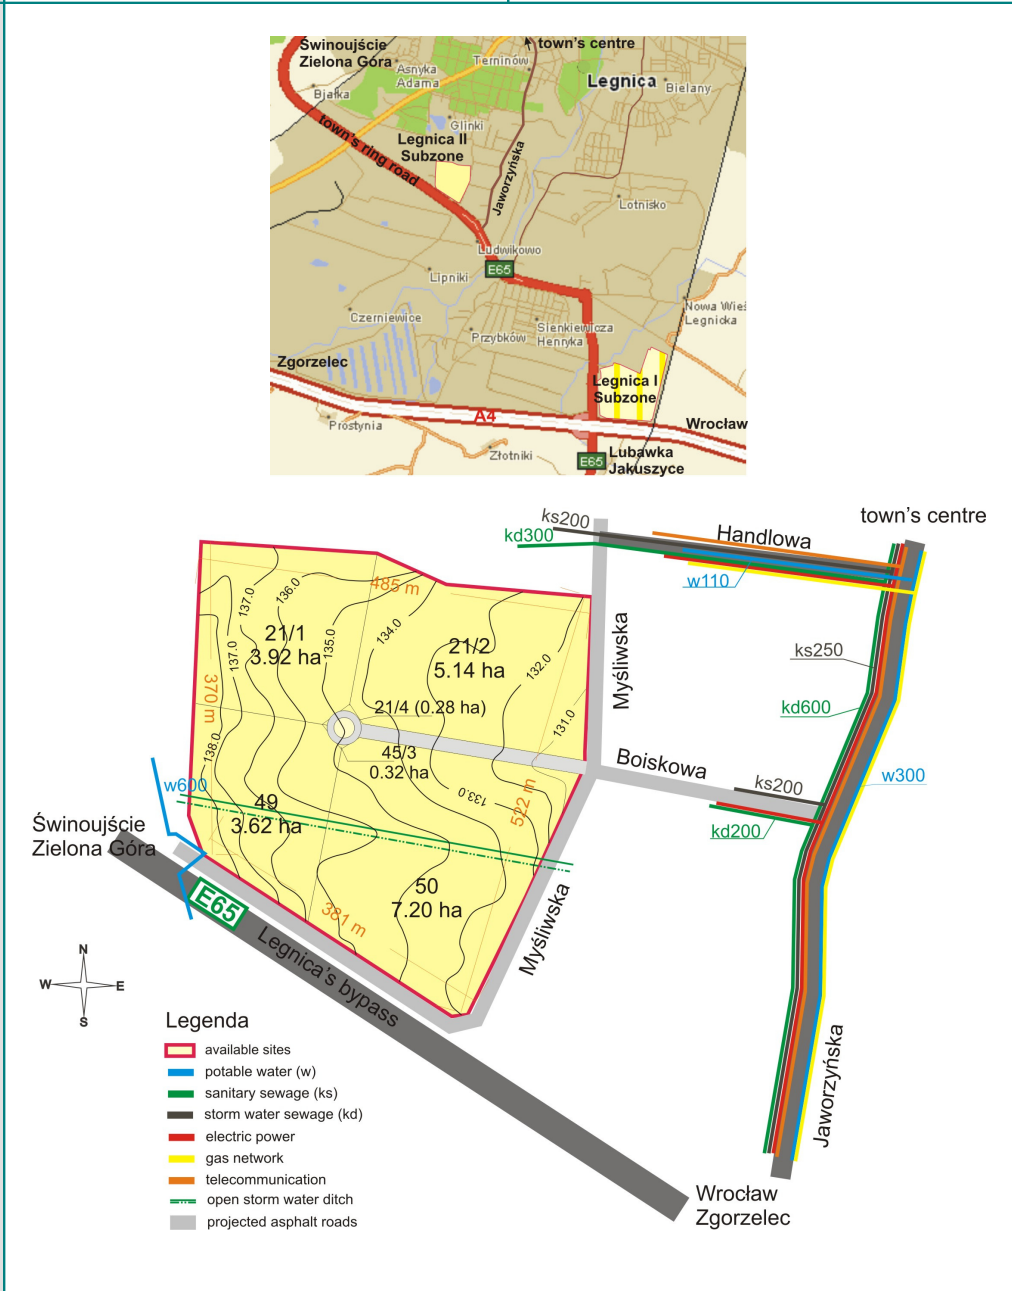 Świnoujście
Zielona Góra
town's centre
Asnyka
Adama
Terninów
Legnica
Bielany
Białka
Glinki
town's ring road
Legnica II
Subzone
Jaworzyńska
Lotnisko
Ludwikowo
E65
Lipniki
Czerniewice
Przybków
Sienkiewicza
Henryka
Nowa Wieś
Legnicka
Zgorzelec
Legnica I
Subzone
A4
Wrocław
Prostynia
Złotniki
E65
Lubawka
Jakuszyce
town's centre
ks200
kd300
Handlowa
w110
485 m
137.0
136.0
135.0
134.0
21/1
3.92 ha
21/2
5.14 ha
137.0
132.0
Myśliwska
ks250
370 m
21/4 (0.28 ha)
kd600
131.0
138.0
45/3
0.32 ha
Boiskowa
ks200
w300
w600
133.0
522 m
49
3.62 ha
kd200
Świnoujście
Zielona Góra
50
7.20 ha
E65
381 m
Myśliwska
Legnica's bypass
N
W
E
S
Legenda
available sites
potable water (w)
sanitary sewage (ks)
storm water sewage (kd)
electric power
gas network
telecommunication
open storm water ditch
projected asphalt roads
Jaworzyńska
Wrocław
Zgorzelec